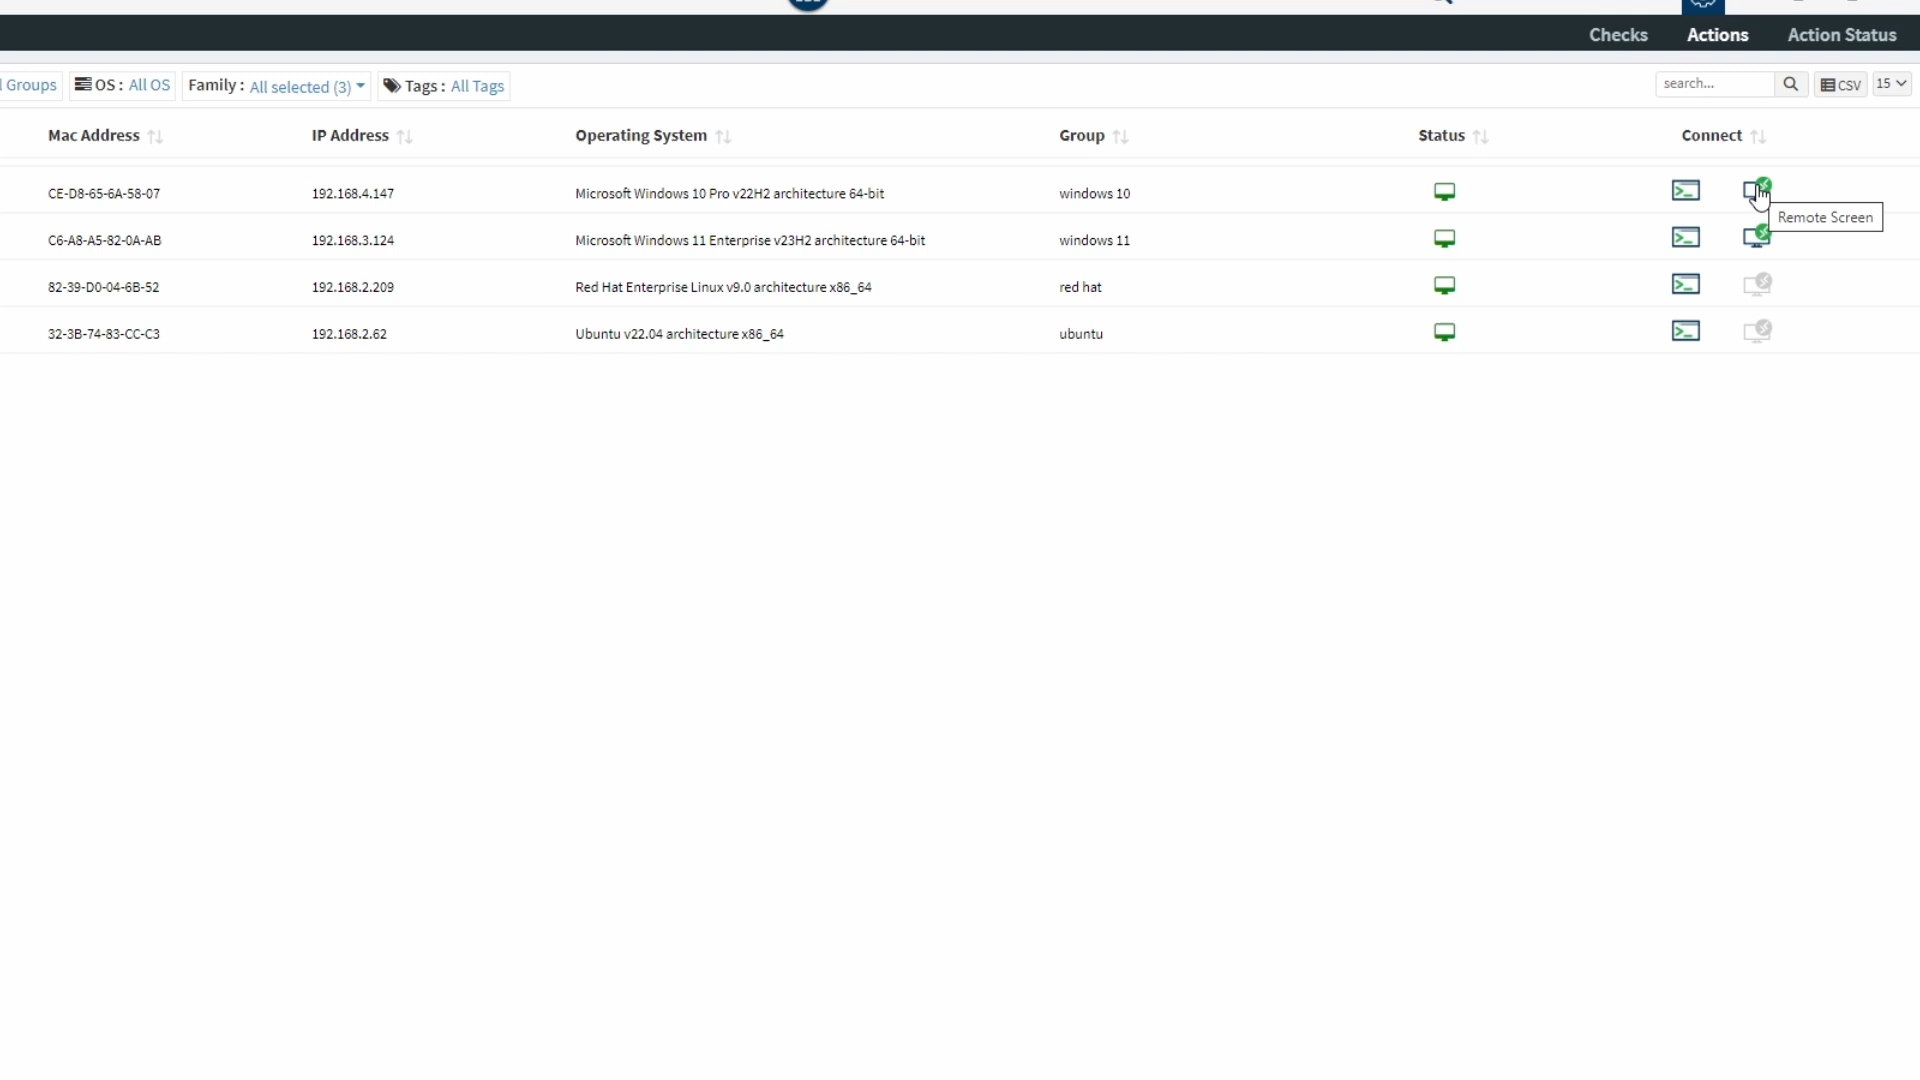 Checks Actions Action Status
Groups OS : All OS Family : All selected (3) Tags : All Tags search... CSV 15
Mac Address IP Address Operating System Group Status Connect
CE-D8-65-6A-58-07 192.168.4.147 Microsoft Windows 10 Pro v22H2 architecture 64-bit windows 10
Remote Screen
C6-A8-A5-82-0A-AB 192.168.3.124 Microsoft Windows 11 Enterprise v23H2 architecture 64-bit windows 11
82-39-D0-04-6B-52 192.168.2.209 Red Hat Enterprise Linux v9.0 architecture x86_64 red hat
32-3B-74-83-CC-C3 192.168.2.62 Ubuntu v22.04 architecture x86_64 ubuntu